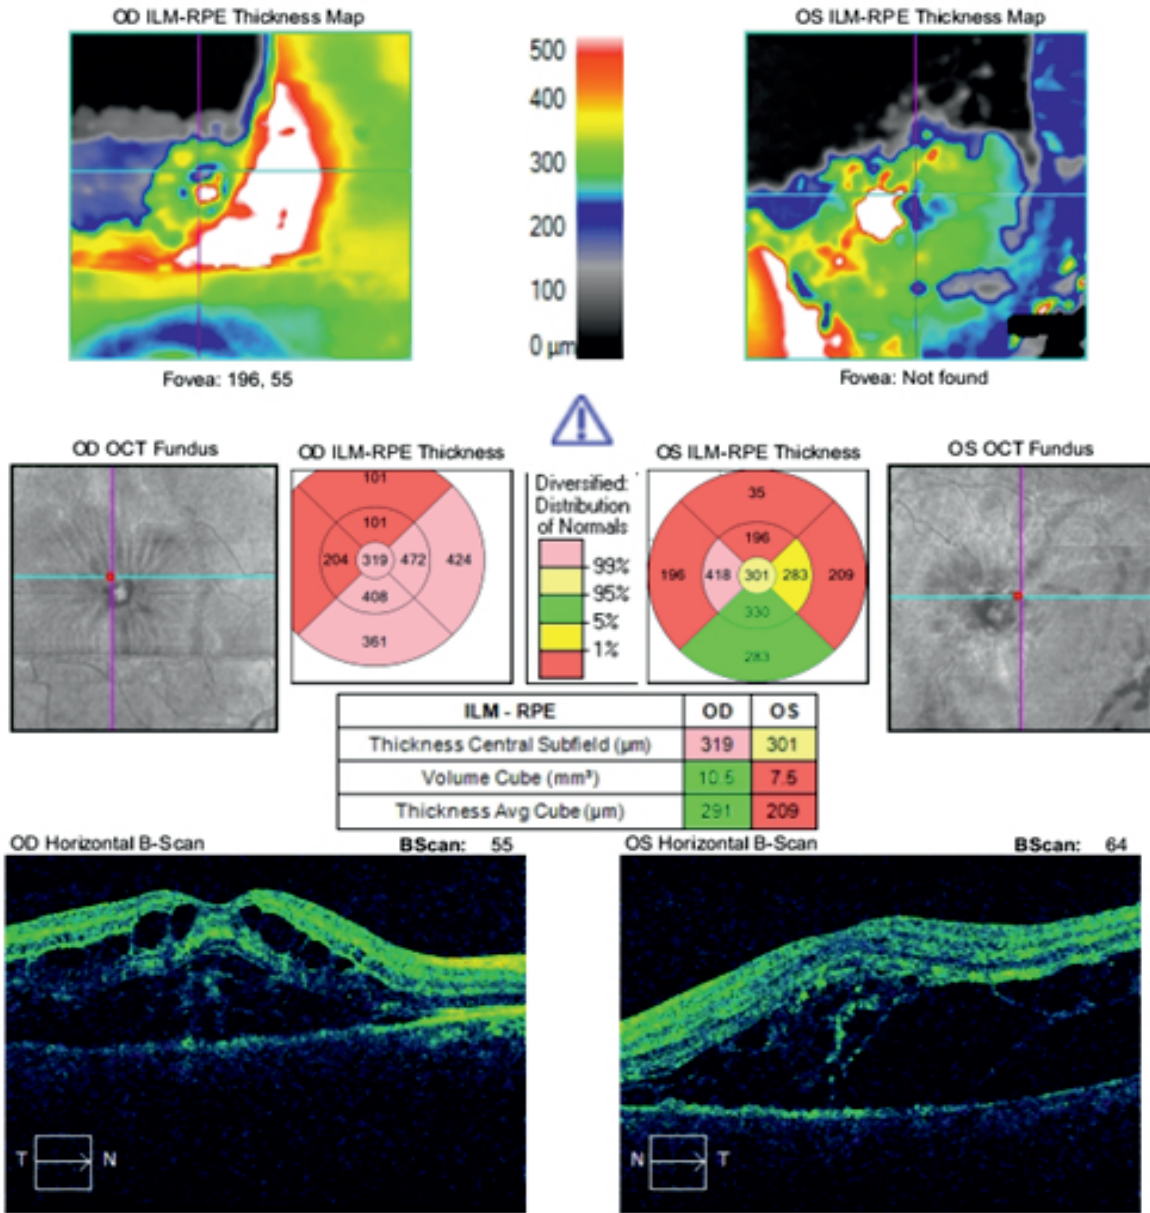 OD ILM-RPE Thickness Map
OS ILM-RPE Thickness Map
500
400
300
200
100
0 µm
Fovea: 196, 55
Fovea: Not found
OD OCT Fundus
OD ILM-RPE Thickness
OS ILM-RPE Thickness
OS OCT Fundus
101
101
204 319 472 424
408
361
Diversified:
Distribution
of Normals
99%
95%
5%
1%
35
196
196 418 301 283 209
330
283
ILM - RPE OD OS
Thickness Central Subfield (µm) 319 301
Volume Cube (mm³) 10.5 7.5
Thickness Avg Cube (µm) 291 209
OD Horizontal B-Scan BScan: 55
OS Horizontal B-Scan BScan: 64
T N
N T